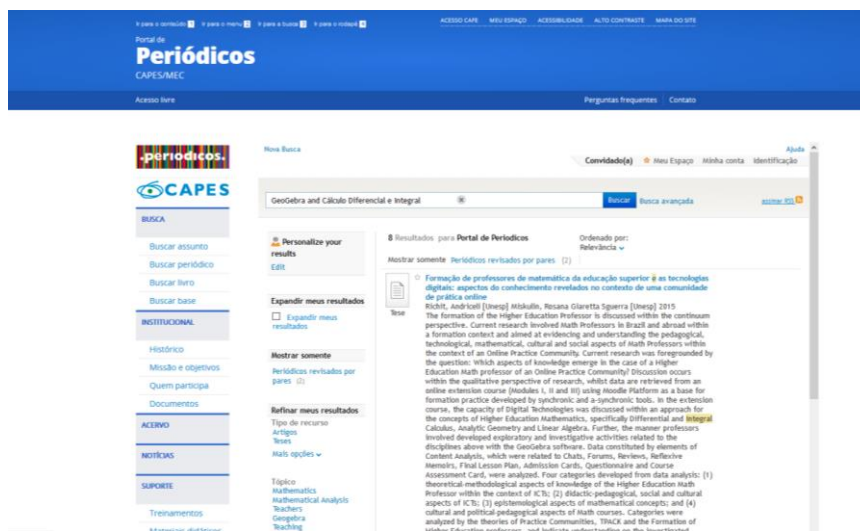 Ir para o conteúdo 1 Ir para o menu 2 Ir para a busca 3 Ir para o rodapé 4
ACESSO CAFE MEU ESPAÇO ACESSIBILIDADE ALTO CONTRASTE MAPA DO SITE
Portal de
Periódicos
CAPES/MEC
Acesso livre
Perguntas frequentes Contato
.periodicos.
CAPES
BUSCA
Buscar assunto
Buscar periódico
Buscar livro
Buscar base
INSTITUCIONAL
Histórico
Missão e objetivos
Quem participa
Documentos
ACERVO
NOTÍCIAS
SUPORTE
Treinamentos
Materiais didáticos
Nova Busca
Ajuda
Convidado(a) Meu Espaço Minha conta Identificação
GeoGebra and Cálculo Diferencial e Integral
Buscar Busca avançada
assinar RSS
Personalize your
results
Edit
Expandir meus resultados
Expandir meus
resultados
Mostrar somente
Periódicos revisados por
pares (2)
Refinar meus resultados
Tipo de recurso
Artigos
Teses
Mais opções
Tópico
Mathematics
Mathematical Analysis
Teachers
Geogebra
Teaching
8 Resultados para Portal de Periodicos
Ordenado por:
Relevância
Mostrar somente Periódicos revisados por pares (2)
Tese
Formação de professores de matemática da educação superior e as tecnologias
digitais: aspectos do conhecimento revelados no contexto de uma comunidade
de prática online
Richit, Andriceli [Unesp] Miskulin, Rosana Giaretta Sguerra [Unesp] 2015
The formation of the Higher Education Professor is discussed within the continuum
perspective. Current research involved Math Professors in Brazil and abroad within
a formation context and aimed at evidencing and understanding the pedagogical,
technological, mathematical, cultural and social aspects of Math Professors within
the context of an Online Practice Community. Current research was foregrounded by
the question: Which aspects of knowledge emerge in the case of a Higher
Education Math professor of an Online Practice Community? Discussion occurs
within the qualitative perspective of research, whilst data are retrieved from an
online extension course (Modules I, II and III) using Moodle Platform as a base for
formation practice developed by synchronic and a-synchronic tools. In the extension
course, the capacity of Digital Technologies was discussed within an approach for
the concepts of Higher Education Mathematics, specifically Differential and Integral
Calculus, Analytic Geometry and Linear Algebra. Further, the manner professors
involved developed exploratory and investigative activities related to the
disciplines above with the GeoGebra software. Data constituted by elements of
Content Analysis, which were related to Chats, Forums, Reviews, Reflexive
Memoirs, Final Lesson Plan, Admission Cards, Questionnaire and Course
Assessment Card, were analyzed. Four categories developed from data analysis: (1)
theoretical-methodological aspects of knowledge of the Higher Education Math
Professor within the context of ICTs; (2) didactic-pedagogical, social and cultural
aspects of ICTs; (3) epistemological aspects of mathematical concepts; and (4)
cultural and political-pedagogical aspects of Math courses. Categories were
analyzed by the theories of Practice Communities, TPACK and the Formation of
Higher Education professors, and indicate understanding on the investigated